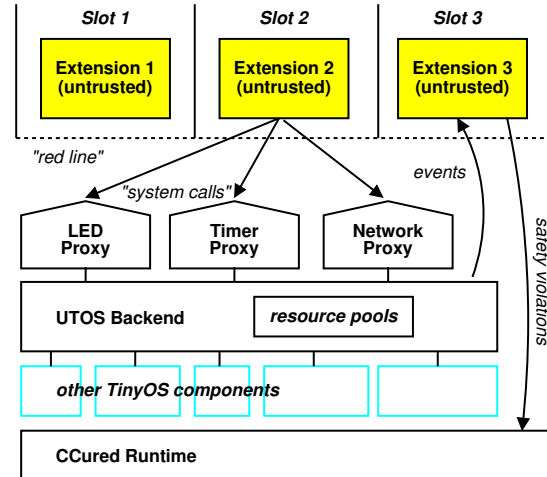 Slot 1
Slot 2
Slot 3
Extension 1
(untrusted)
Extension 2
(untrusted)
Extension 3
(untrusted)
"red line"
"system calls"
events
safety violations
LED
Proxy
Timer
Proxy
Network
Proxy
UTOS Backend
resource pools
other TinyOS components
CCured Runtime